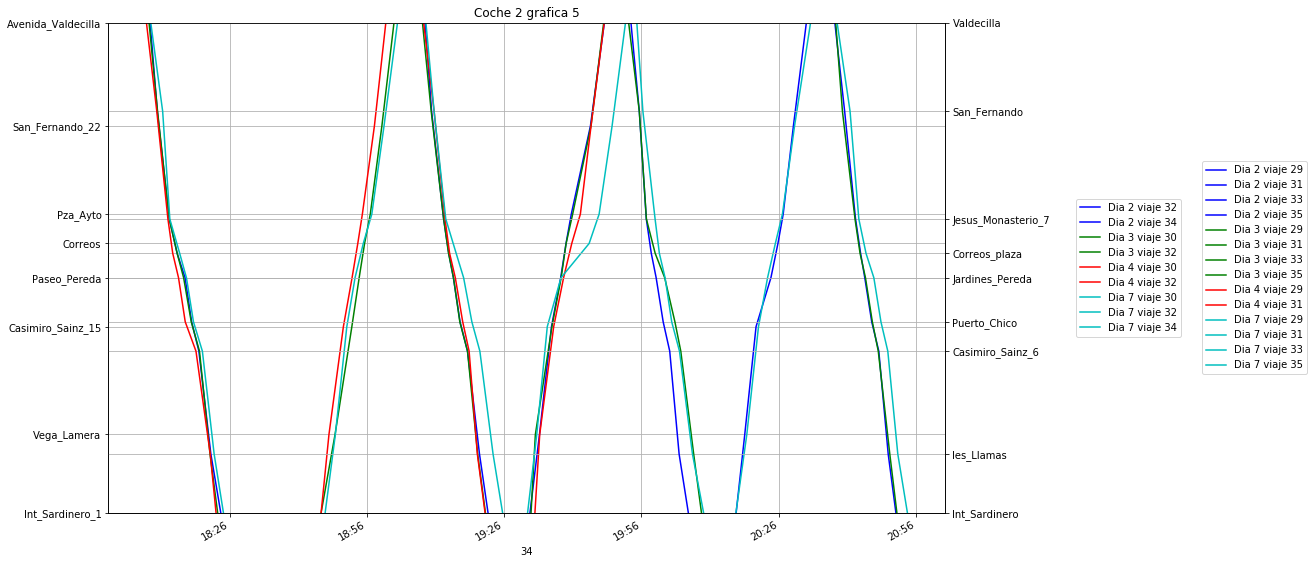 Coche 2 grafica 5
Avenida_Valdecilla
San_Fernando_22
Pza_Ayto
Correos
Paseo_Pereda
Casimiro_Sainz_15
Vega_Lamera
Int_Sardinero_1
Valdecilla
San_Fernando
Jesus_Monasterio_7
Correos_plaza
Jardines_Pereda
Puerto_Chico
Casimiro_Sainz_6
Ies_Llamas
Int_Sardinero
18:26
18:56
19:26
19:56
20:26
20:56
34
Dia 2 viaje 32
Dia 2 viaje 34
Dia 3 viaje 30
Dia 3 viaje 32
Dia 4 viaje 30
Dia 4 viaje 32
Dia 7 viaje 30
Dia 7 viaje 32
Dia 7 viaje 34
Dia 2 viaje 29
Dia 2 viaje 31
Dia 2 viaje 33
Dia 2 viaje 35
Dia 3 viaje 29
Dia 3 viaje 31
Dia 3 viaje 33
Dia 3 viaje 35
Dia 4 viaje 29
Dia 4 viaje 31
Dia 7 viaje 29
Dia 7 viaje 31
Dia 7 viaje 33
Dia 7 viaje 35